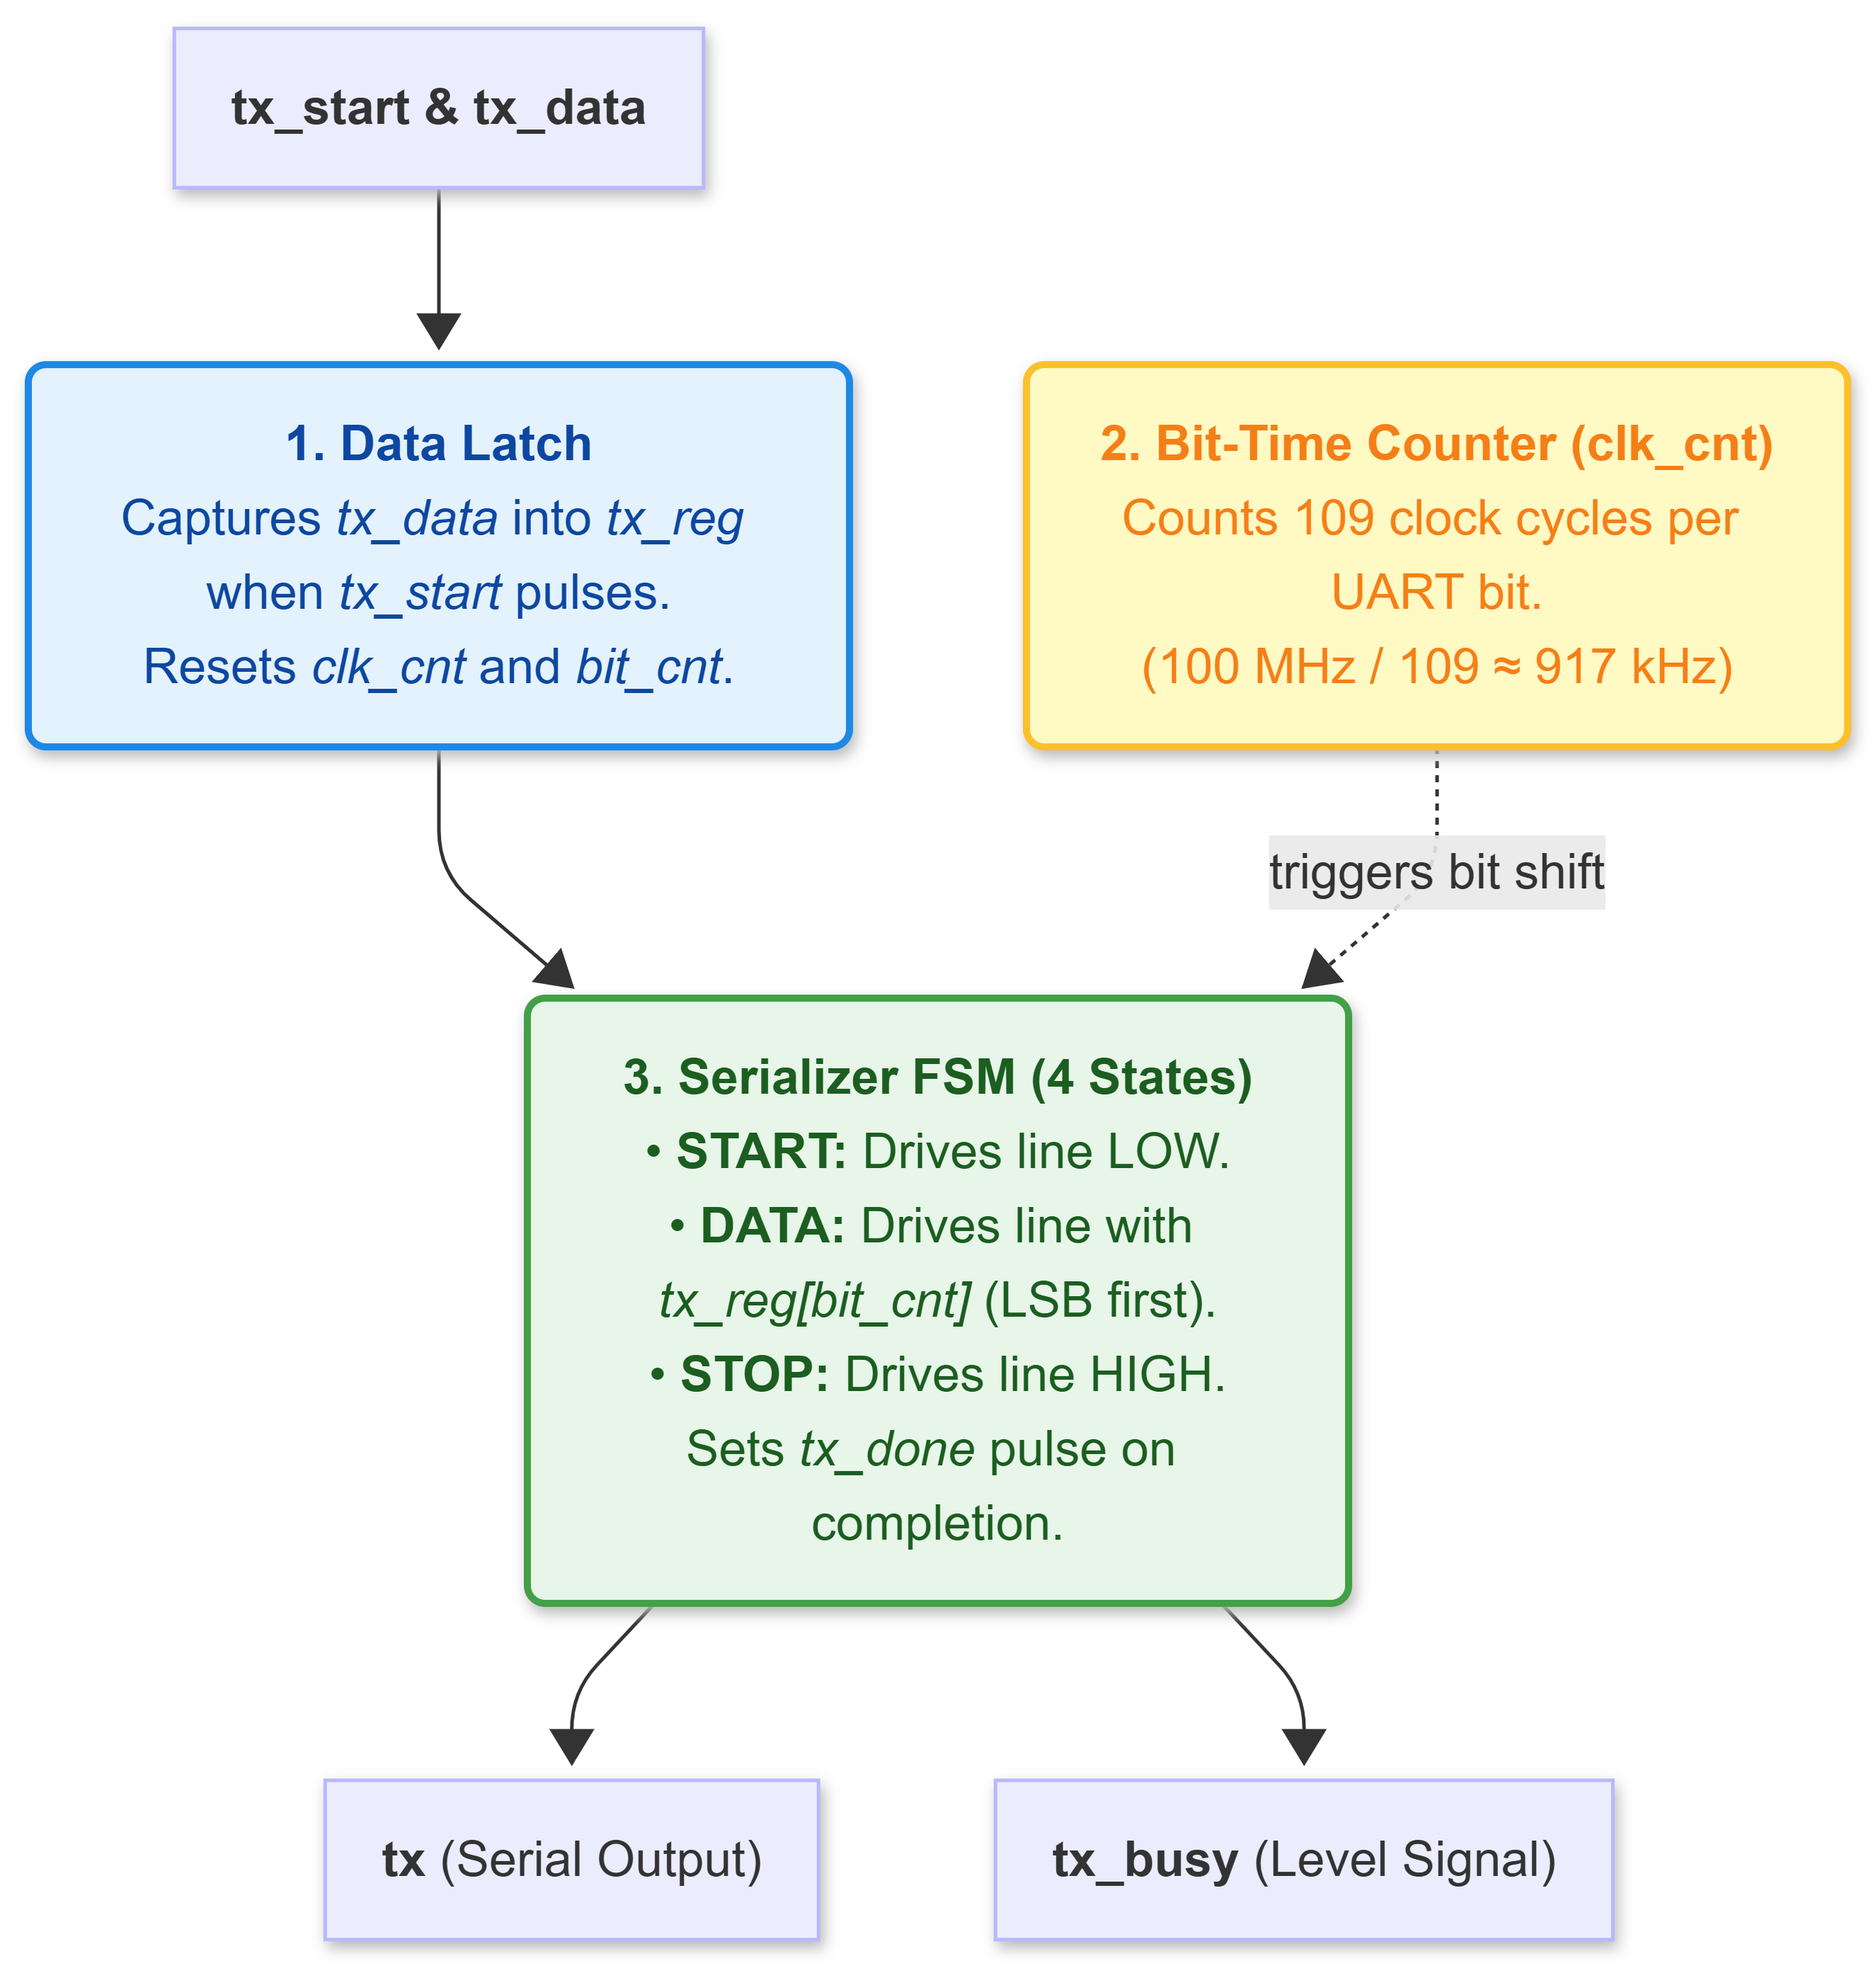 tx_start & tx_data
1. Data Latch
Captures tx_data into tx_reg
when tx_start pulses.
Resets clk_cnt and bit_cnt.
2. Bit-Time Counter (clk_cnt)
Counts 109 clock cycles per
UART bit.
(100 MHz / 109 ≈ 917 kHz)
triggers bit shift
3. Serializer FSM (4 States)
• START: Drives line LOW.
• DATA: Drives line with
tx_reg[bit_cnt] (LSB first).
• STOP: Drives line HIGH.
Sets tx_done pulse on
completion.
tx (Serial Output)
tx_busy (Level Signal)